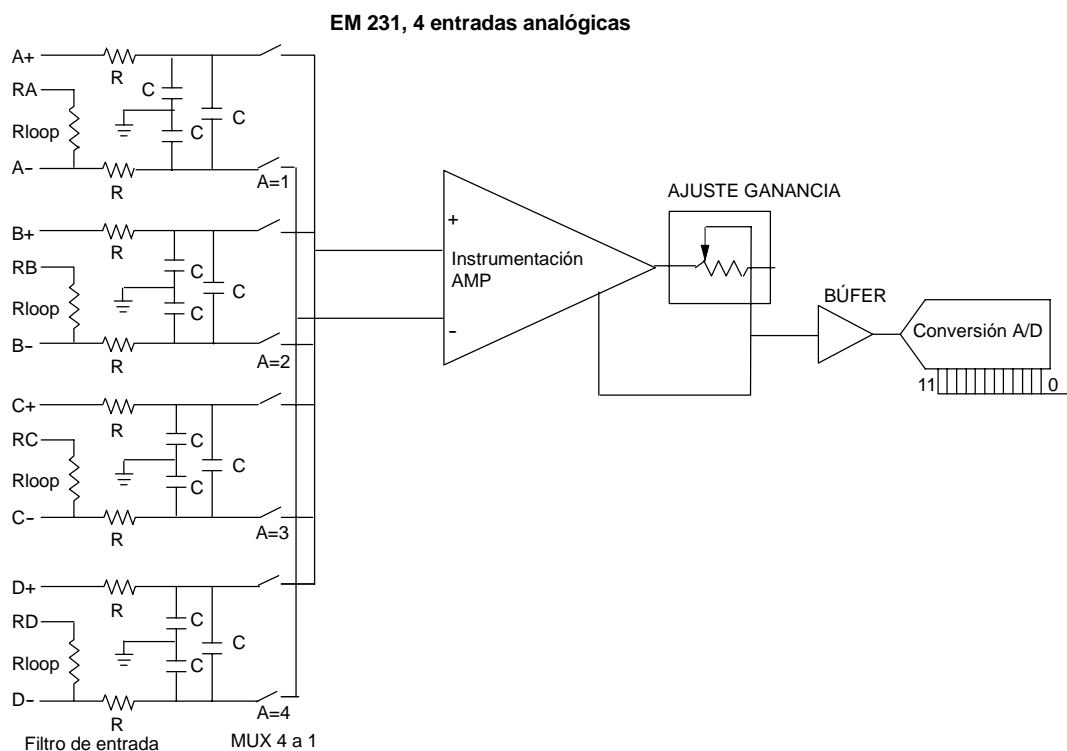 EM 231, 4 entradas analógicas
A+
R
RA
C
C
C
Rloop
A−
R
A=1
B+
R
RB
C
C
C
Rloop
B−
R
A=2
C+
R
RC
C
C
C
Rloop
C−
R
A=3
D+
R
RD
C
C
C
Rloop
D−
R
A=4
Filtro de entrada
MUX 4 a 1
+
Instrumentación
AMP
−
AJUSTE GANANCIA
BÚFER
Conversión A/D
11
0